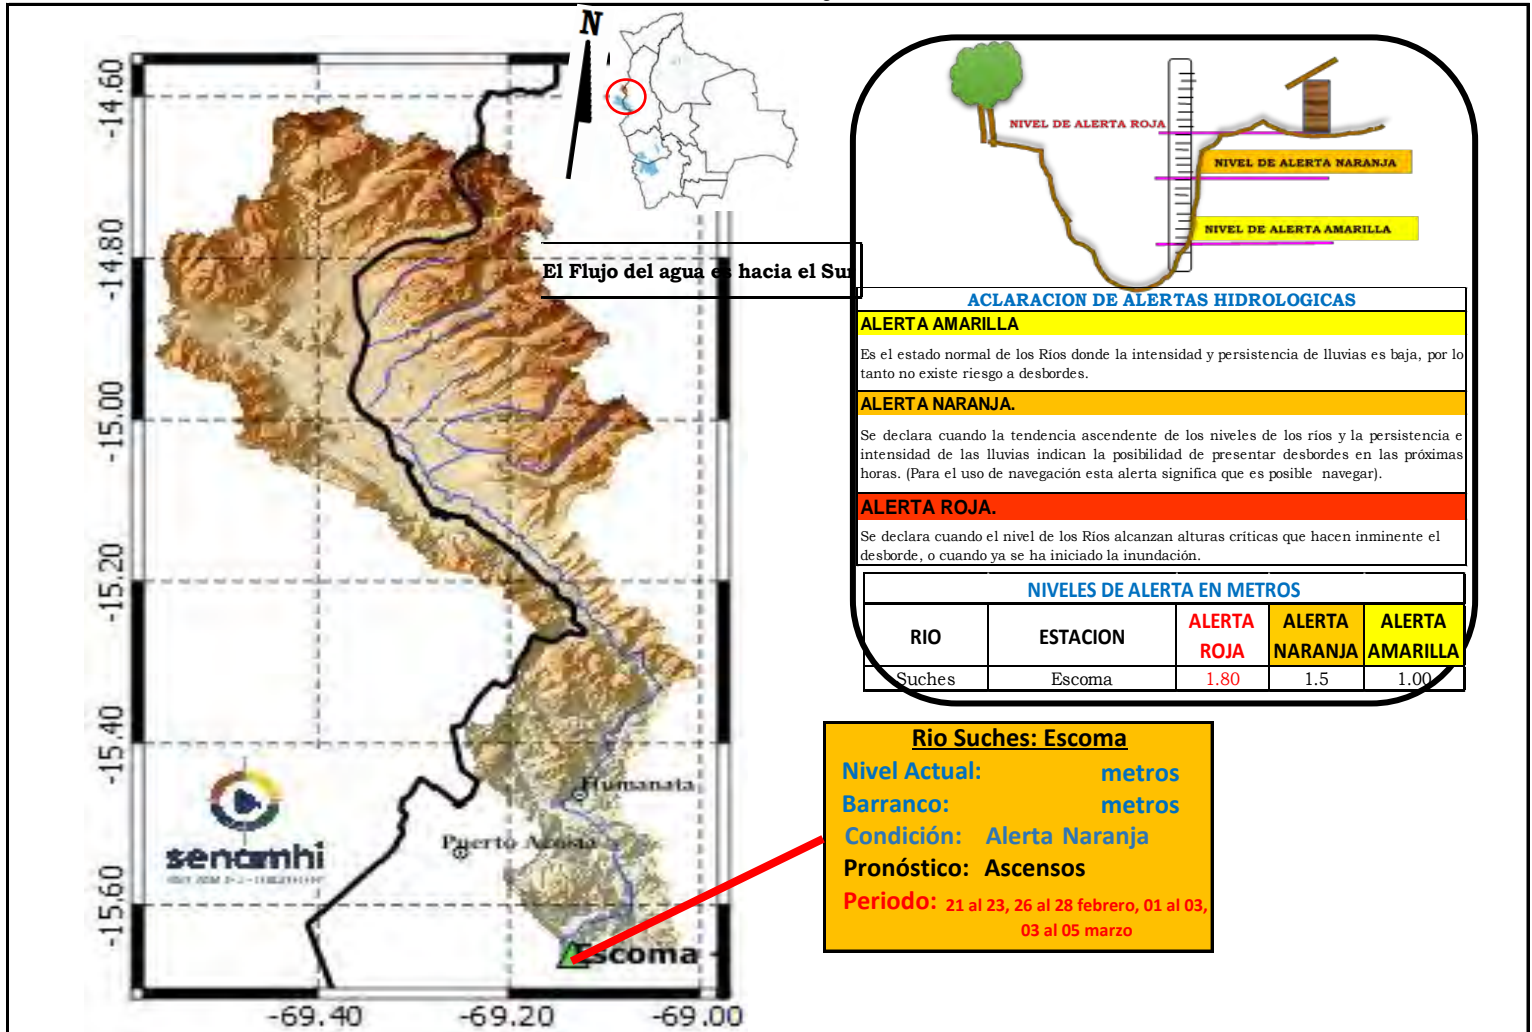 N
-14.60
-14.80
-15.00
-15.20
-15.40
-15.60
-69.40
-69.20
-69.00
El Flujo del agua es hacia el Sur
Humanata
Puerto Acosta
Escoma
senamhi
NIVEL DE ALERTA ROJA
NIVEL DE ALERTA NARANJA
NIVEL DE ALERTA AMARILLA
ACLARACION DE ALERTAS HIDROLOGICAS
ALERTA AMARILLA
Es el estado normal de los Ríos donde la intensidad y persistencia de lluvias es baja, por lo
tanto no existe riesgo a desbordes.
ALERTA NARANJA.
Se declara cuando la tendencia ascendente de los niveles de los ríos y la persistencia e
intensidad de las lluvias indican la posibilidad de presentar desbordes en las próximas
horas. (Para el uso de navegación esta alerta significa que es posible navegar).
ALERTA ROJA.
Se declara cuando el nivel de los Ríos alcanzan alturas críticas que hacen inminente el
desborde, o cuando ya se ha iniciado la inundación.
NIVELES DE ALERTA EN METROS
RIO ESTACION ALERTA ROJA ALERTA NARANJA ALERTA AMARILLA
Suches Escoma 1.80 1.5 1.00
Rio Suches: Escoma
Nivel Actual: metros
Barranco: metros
Condición: Alerta Naranja
Pronóstico: Ascensos
Periodo: 21 al 23, 26 al 28 febrero, 01 al 03,
03 al 05 marzo